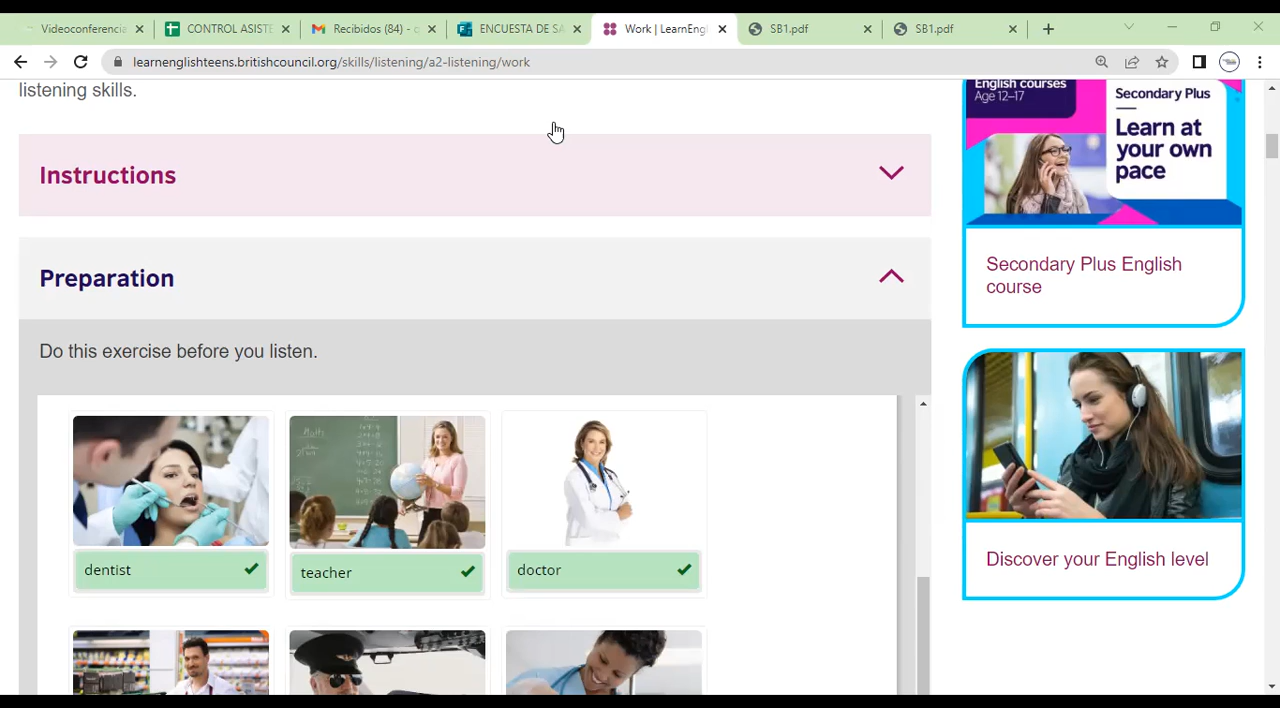 Videoconferencia
CONTROL ASISTE
Recibidos (84) - c
ENCUESTA DE SA
Work | LearnEngl
SB1.pdf
SB1.pdf
learnenglishteens.britishcouncil.org/skills/listening/a2-listening/work
listening skills.
Instructions
Preparation
Do this exercise before you listen.
dentist
teacher
doctor
English courses
Age 12–17
Secondary Plus
Learn at
your own
pace
Secondary Plus English
course
Discover your English level